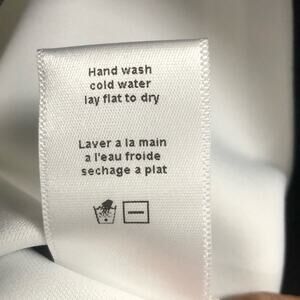 Hand wash
cold water
lay flat to dry
Laver a la main
a l'eau froide
sechage a plat